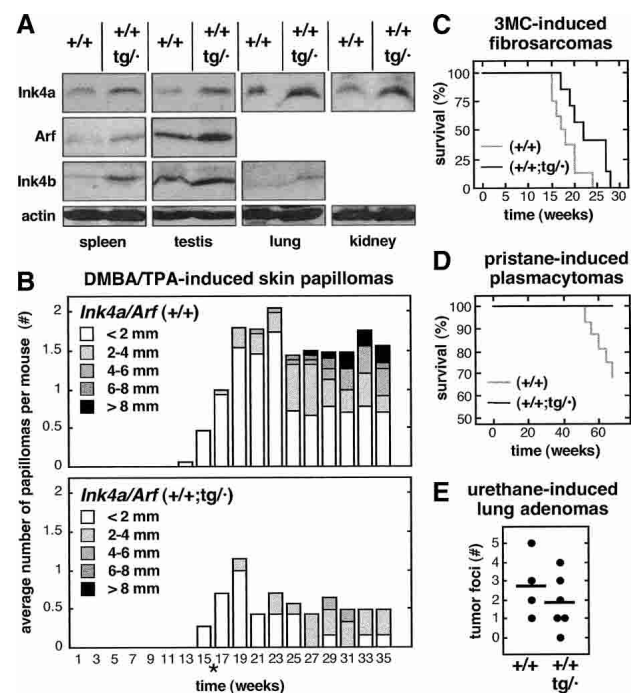 A
+/+ +/+ tg/· +/+ +/+ tg/· +/+ +/+ tg/· +/+ +/+ tg/·
Ink4a
Arf
Ink4b
actin
spleen testis lung kidney
B DMBA/TPA-induced skin papillomas
average number of papillomas per mouse (#)
2
1.5
1
0.5
0
Ink4a/Arf (+/+)
< 2 mm
2-4 mm
4-6 mm
6-8 mm
> 8 mm
2
1.5
1
0.5
0
Ink4a/Arf (+/+;tg/·)
< 2 mm
2-4 mm
4-6 mm
6-8 mm
> 8 mm
1 3 5 7 9 11 13 15 17 19 21 23 25 27 29 31 33 35
*
time (weeks)
C 3MC-induced
fibrosarcomas
survival (%)
100
75
50
25
0
(+/+)
(+/+;tg/·)
0 5 10 15 20 25 30
time (weeks)
D pristane-induced
plasmacytomas
survival (%)
100
90
80
70
60
50
(+/+)
(+/+;tg/·)
0 20 40 60
time (weeks)
E urethane-induced
lung adenomas
tumor foci (#)
5
4
3
2
1
0
+/+ +/+
tg/·